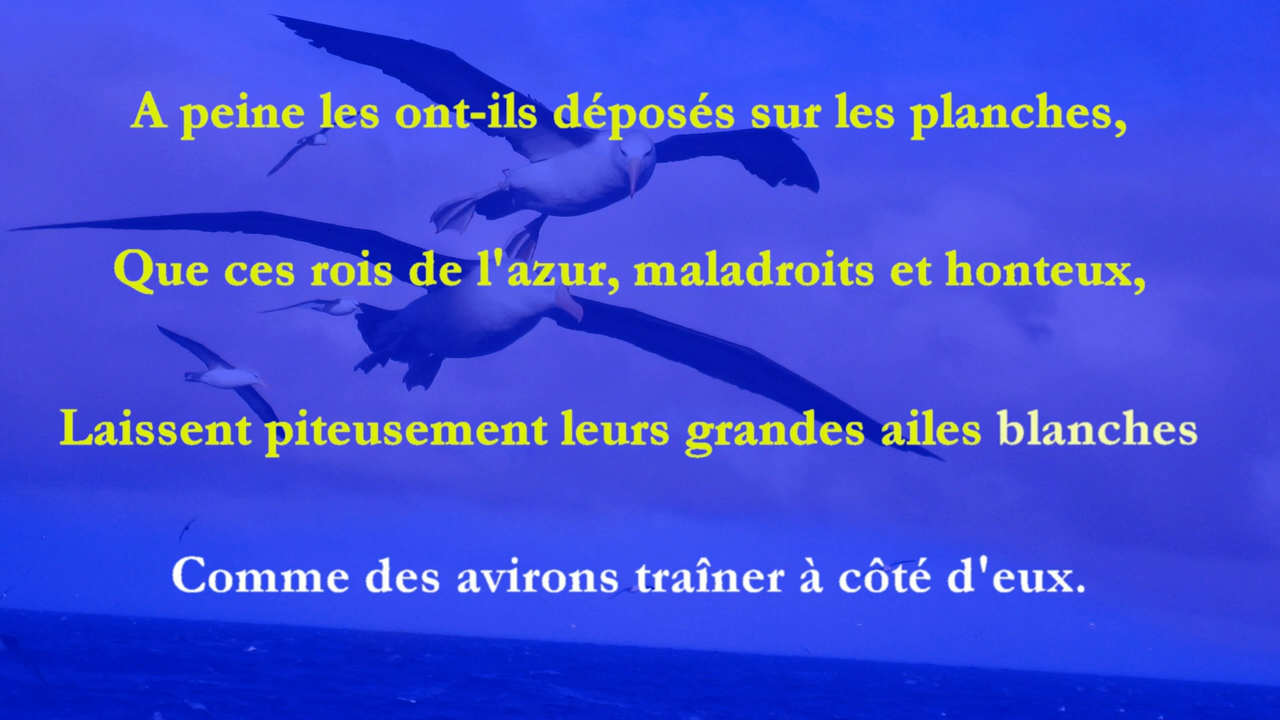 A peine les ont-ils déposés sur les planches,
Que ces rois de l'azur, maladroits et honteux,
Laissent piteusement leurs grandes ailes blanches
Comme des avirons traîner à côté d'eux.